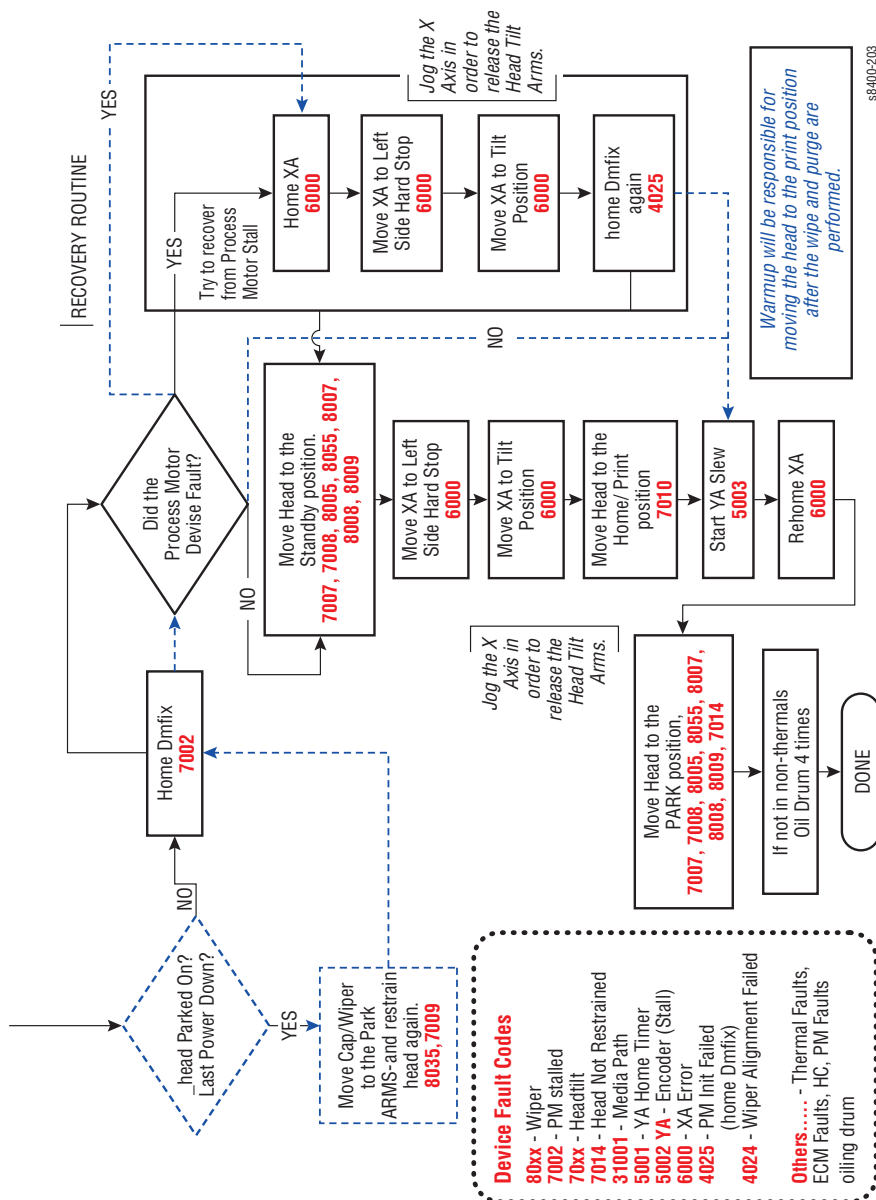 RECOVERY ROUTINE
_head Parked On?
Last Power Down?
NO
YES
Move Cap/Wiper
to the Park
ARMS-and restrain
head again.
8035,7009
Home Dmfix
7002
Did the
Process Motor
Devise Fault?
YES
YES
NO
NO
Try to recover
from Process
Motor Stall
Home XA
6000
Move XA to Left
Side Hard Stop
6000
Move XA to Tilt
Position
6000
home Dmfix
again
4025
Jog the X
Axis in
order to
release the
Head Tilt
Arms.
Move Head to the
Standby position.
7007, 7008, 8005, 8055, 8007,
8008, 8009
Move XA to Left
Side Hard Stop
6000
Move XA to Tilt
Position
6000
Move Head to the
Home/ Print
position
7010
Start YA Slew
5003
Rehome XA
6000
Jog the X
Axis in
order to
release the
Head Tilt
Arms.
Move Head to the
PARK position,
7007, 7008, 8005, 8055, 8007,
8008, 8009, 7014
If not in non-thermals
Oil Drum 4 times
DONE
Warmup will be responsible for
moving the head to the print position
after the wipe and purge are
performed.
Device Fault Codes
80xx - Wiper
7002 - PM stalled
70xx - Headtilt
7014 - Head Not Restrained
31001 - Media Path
5001 - YA Home Timer
5002 YA - Encoder (Stall)
6000 - XA Error
4025 - PM Init Failed
(home Dmfix)
4024 - Wiper Alignment Failed
Others..... - Thermal Faults,
ECM Faults, HC, PM Faults
oiling drum
s8400-203